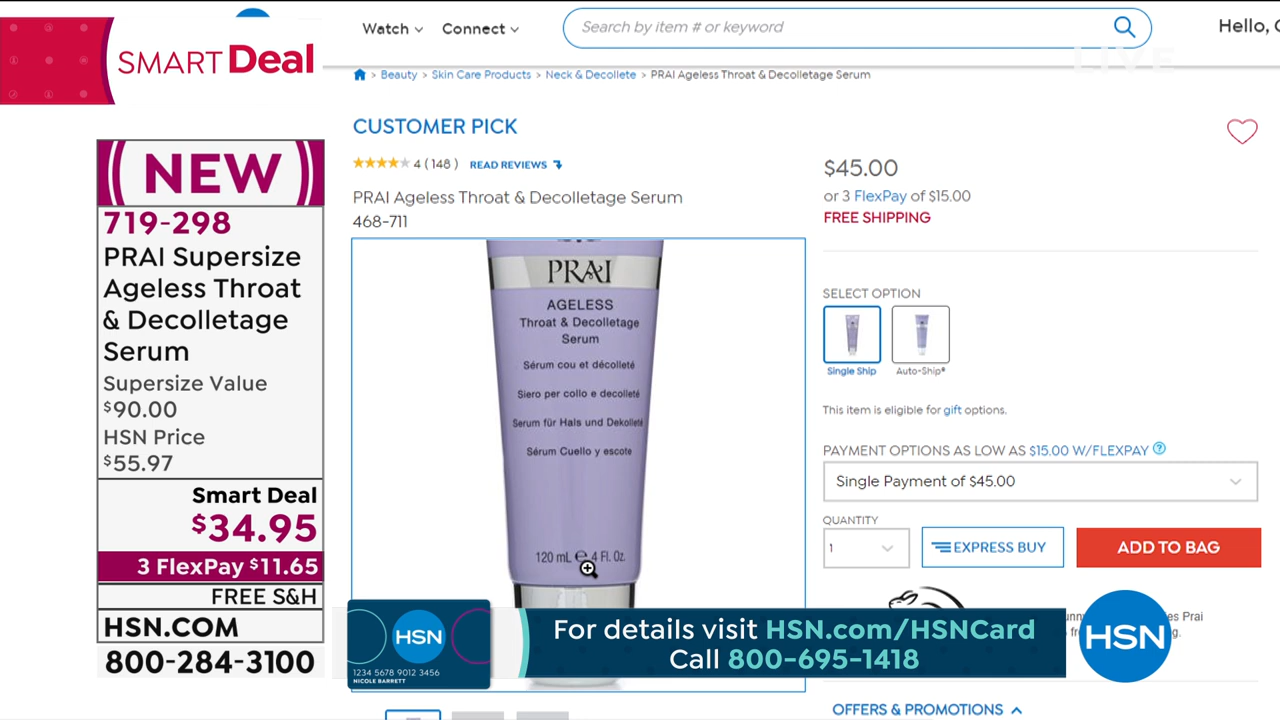 SMART Deal
NEW
719-298
PRAI Supersize
Ageless Throat
& Decolletage
Serum
Supersize Value
$90.00
HSN Price
$55.97
Smart Deal
$34.95
3 FlexPay $11.65
FREE S&H
HSN.COM
800-284-3100
Watch
Connect
Search by item # or keyword
Hello,
LIVE
> Beauty > Skin Care Products > Neck & Decollete > PRAI Ageless Throat & Decolletage Serum
CUSTOMER PICK
4 (148) READ REVIEWS
PRAI Ageless Throat & Decolletage Serum
468-711
PRAI
AGELESS
Throat & Decolletage
Serum
Sérum cou et décolleté
Siero per collo e decolleté
Serum für Hals und Dekolleté
Sérum Cuello y escote
120 mL e 4 Fl. Oz.
$45.00
or 3 FlexPay of $15.00
FREE SHIPPING
SELECT OPTION
Single Ship
Auto-Ship®
This item is eligible for gift options.
PAYMENT OPTIONS AS LOW AS $15.00 W/FLEXPAY ?
Single Payment of $45.00
QUANTITY
1
EXPRESS BUY
ADD TO BAG
Prai
HSN
1234 5678 9012 3456
NICOLE BARRETT
For details visit HSN.com/HSNCard
Call 800-695-1418
HSN
OFFERS & PROMOTIONS